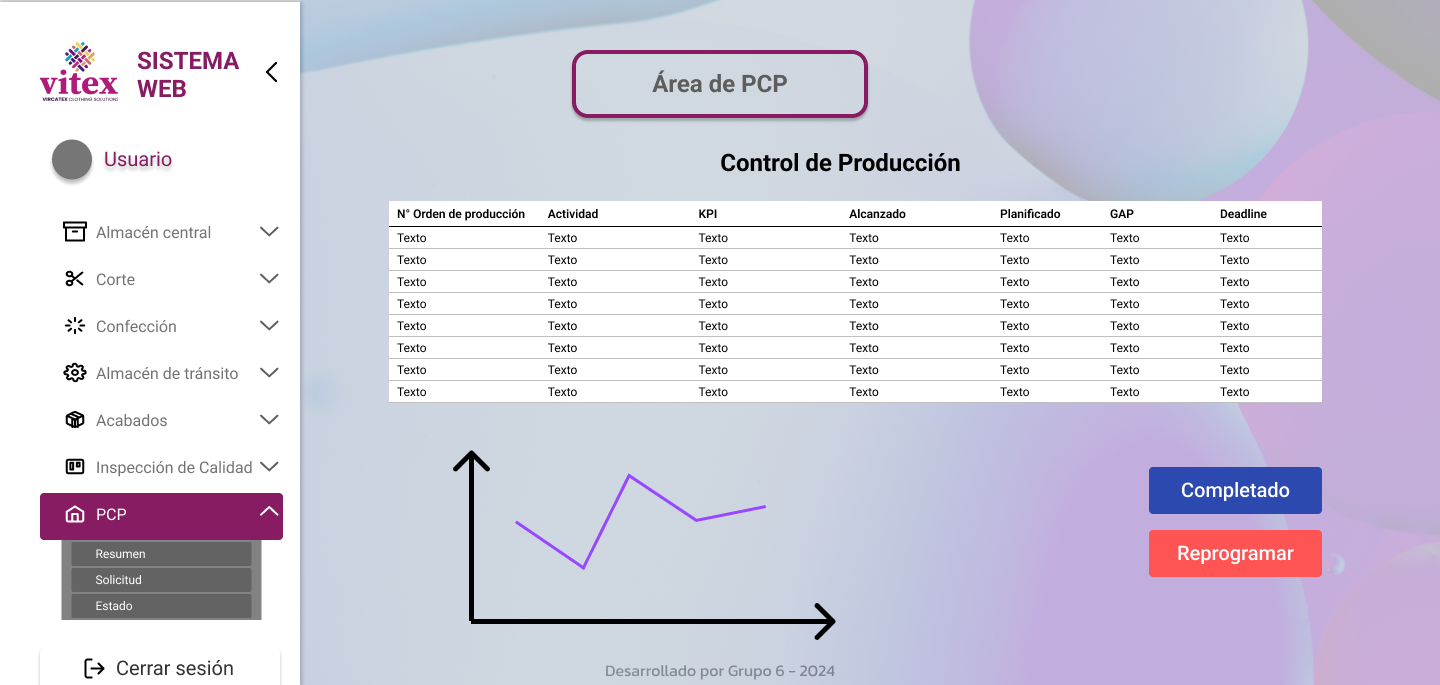 vitex
VIRCATEX CLOTHING SOLUTIONS
SISTEMA
WEB
Usuario
Almacén central
Corte
Confección
Almacén de tránsito
Acabados
Inspección de Calidad
PCP
Resumen
Solicitud
Estado
Cerrar sesión
Área de PCP
Control de Producción
N° Orden de producción Actividad KPI Alcanzado Planificado GAP Deadline
Texto Texto Texto Texto Texto Texto Texto
Texto Texto Texto Texto Texto Texto Texto
Texto Texto Texto Texto Texto Texto Texto
Texto Texto Texto Texto Texto Texto Texto
Texto Texto Texto Texto Texto Texto Texto
Texto Texto Texto Texto Texto Texto Texto
Texto Texto Texto Texto Texto Texto Texto
Texto Texto Texto Texto Texto Texto Texto
Completado
Reprogramar
Desarrollado por Grupo 6 - 2024